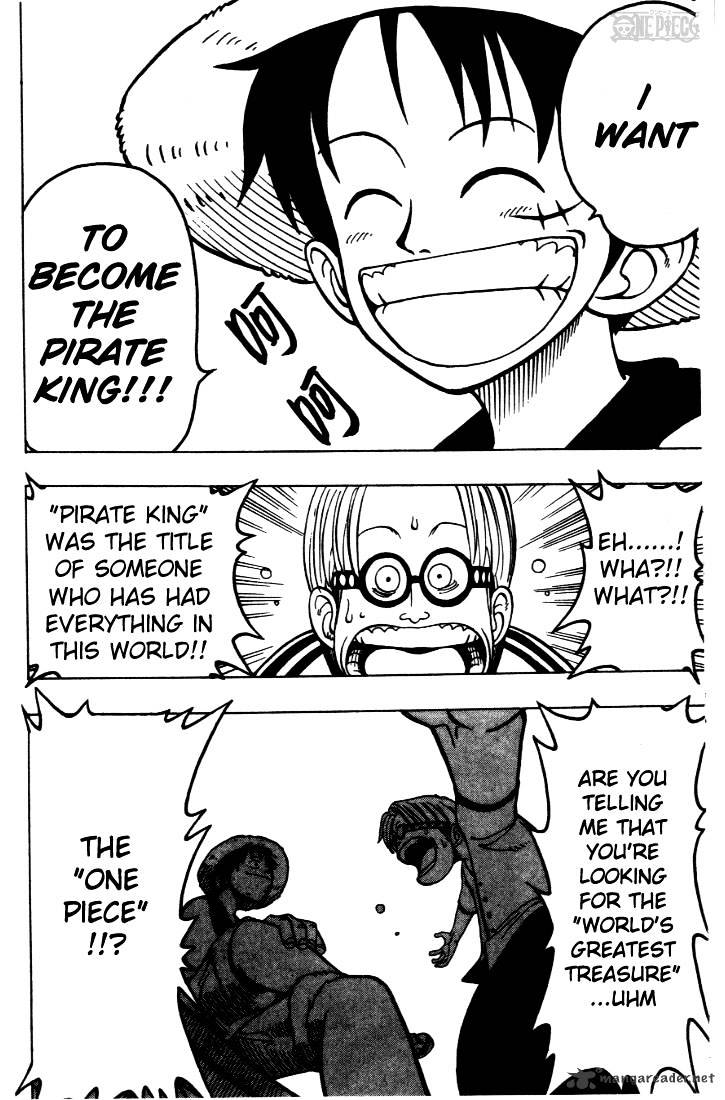 ONE PIECE
I
WANT
TO
BECOME
THE
PIRATE
KING!!!
呵
呵
EH......!
WHA?!!
WHAT?!!
"PIRATE KING"
WAS THE TITLE
OF SOMEONE
WHO HAS HAD
EVERYTHING IN
THIS WORLD!!
ARE YOU
TELLING
ME THAT
YOU'RE
LOOKING
FOR THE
"WORLD'S
GREATEST
TREASURE"
...UHM
THE
"ONE
PIECE"
!!?
mangareader.net